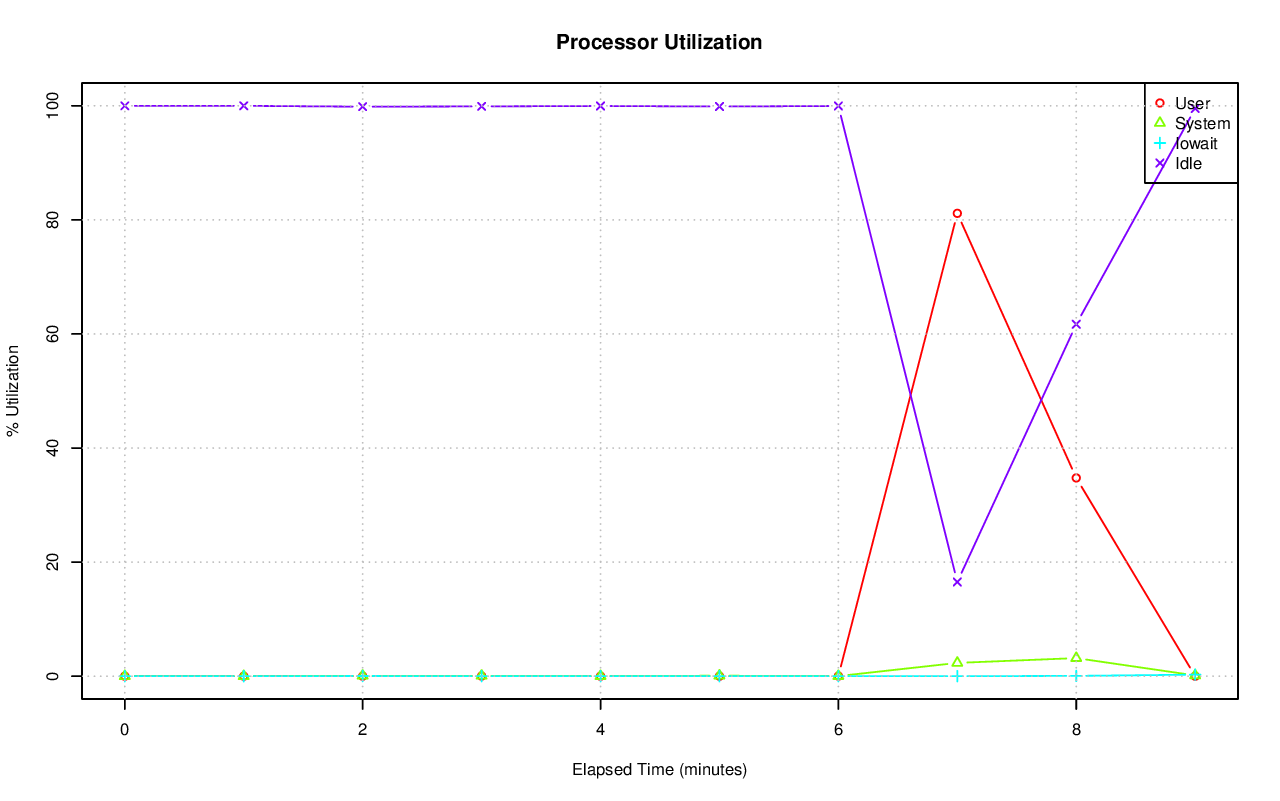 Processor Utilization
100
80
60
40
20
0
% Utilization
User
System
Iowait
Idle
0 2 4 6 8
Elapsed Time (minutes)